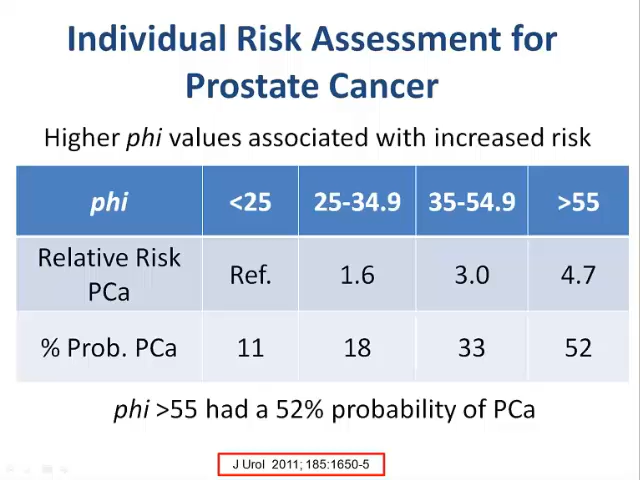 Individual Risk Assessment for
Prostate Cancer
Higher phi values associated with increased risk
phi <25 25-34.9 35-54.9 >55
Relative Risk PCa Ref. 1.6 3.0 4.7
% Prob. PCa 11 18 33 52
phi >55 had a 52% probability of PCa
J Urol 2011; 185:1650-5